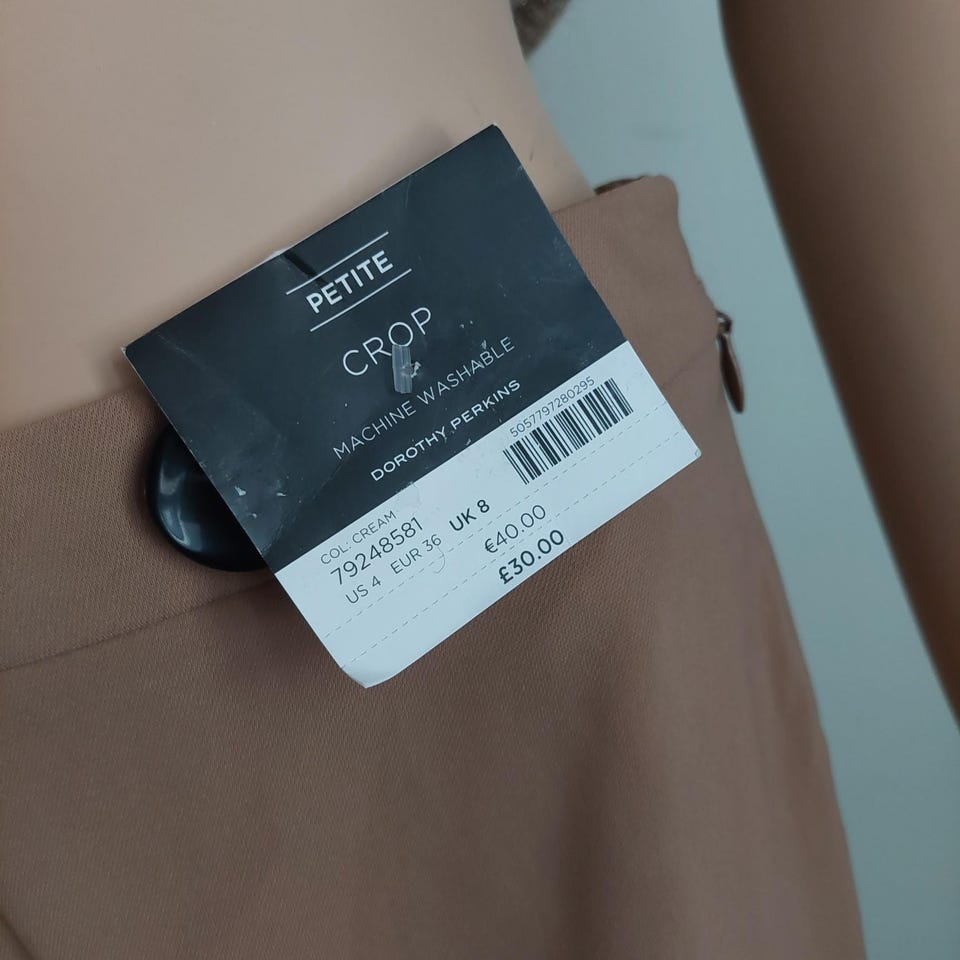 PETITE
CROP
MACHINE WASHABLE
DOROTHY PERKINS
5057797280295
COL: CREAM
79248581
US 4 EUR 36 UK 8
€40.00
£30.00